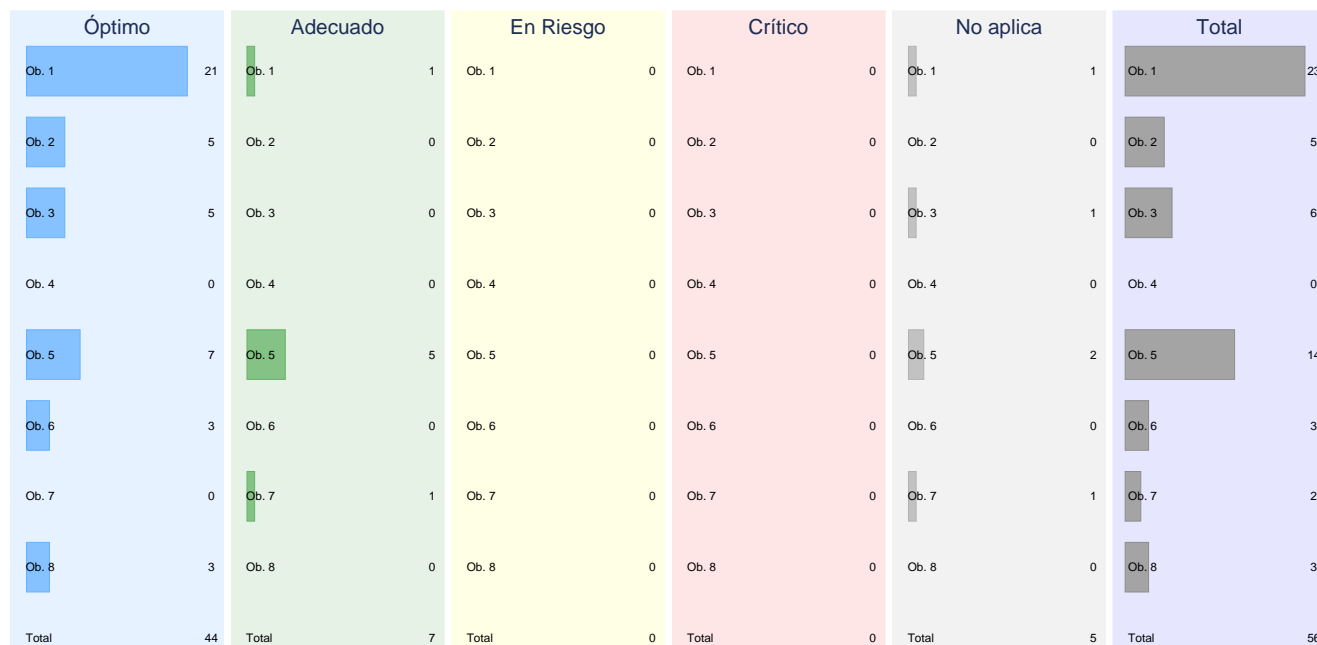 Óptimo Adecuado En Riesgo Crítico No aplica Total
Ob. 1 21 Ob. 1 1 Ob. 1 0 Ob. 1 0 Ob. 1 1 Ob. 1 23
Ob. 2 5 Ob. 2 0 Ob. 2 0 Ob. 2 0 Ob. 2 0 Ob. 2 5
Ob. 3 5 Ob. 3 0 Ob. 3 0 Ob. 3 0 Ob. 3 1 Ob. 3 6
Ob. 4 0 Ob. 4 0 Ob. 4 0 Ob. 4 0 Ob. 4 0 Ob. 4 0
Ob. 5 7 Ob. 5 5 Ob. 5 0 Ob. 5 0 Ob. 5 2 Ob. 5 14
Ob. 6 3 Ob. 6 0 Ob. 6 0 Ob. 6 0 Ob. 6 0 Ob. 6 3
Ob. 7 0 Ob. 7 1 Ob. 7 0 Ob. 7 0 Ob. 7 1 Ob. 7 2
Ob. 8 3 Ob. 8 0 Ob. 8 0 Ob. 8 0 Ob. 8 0 Ob. 8 3
Total 44 Total 7 Total 0 Total 0 Total 5 Total 56